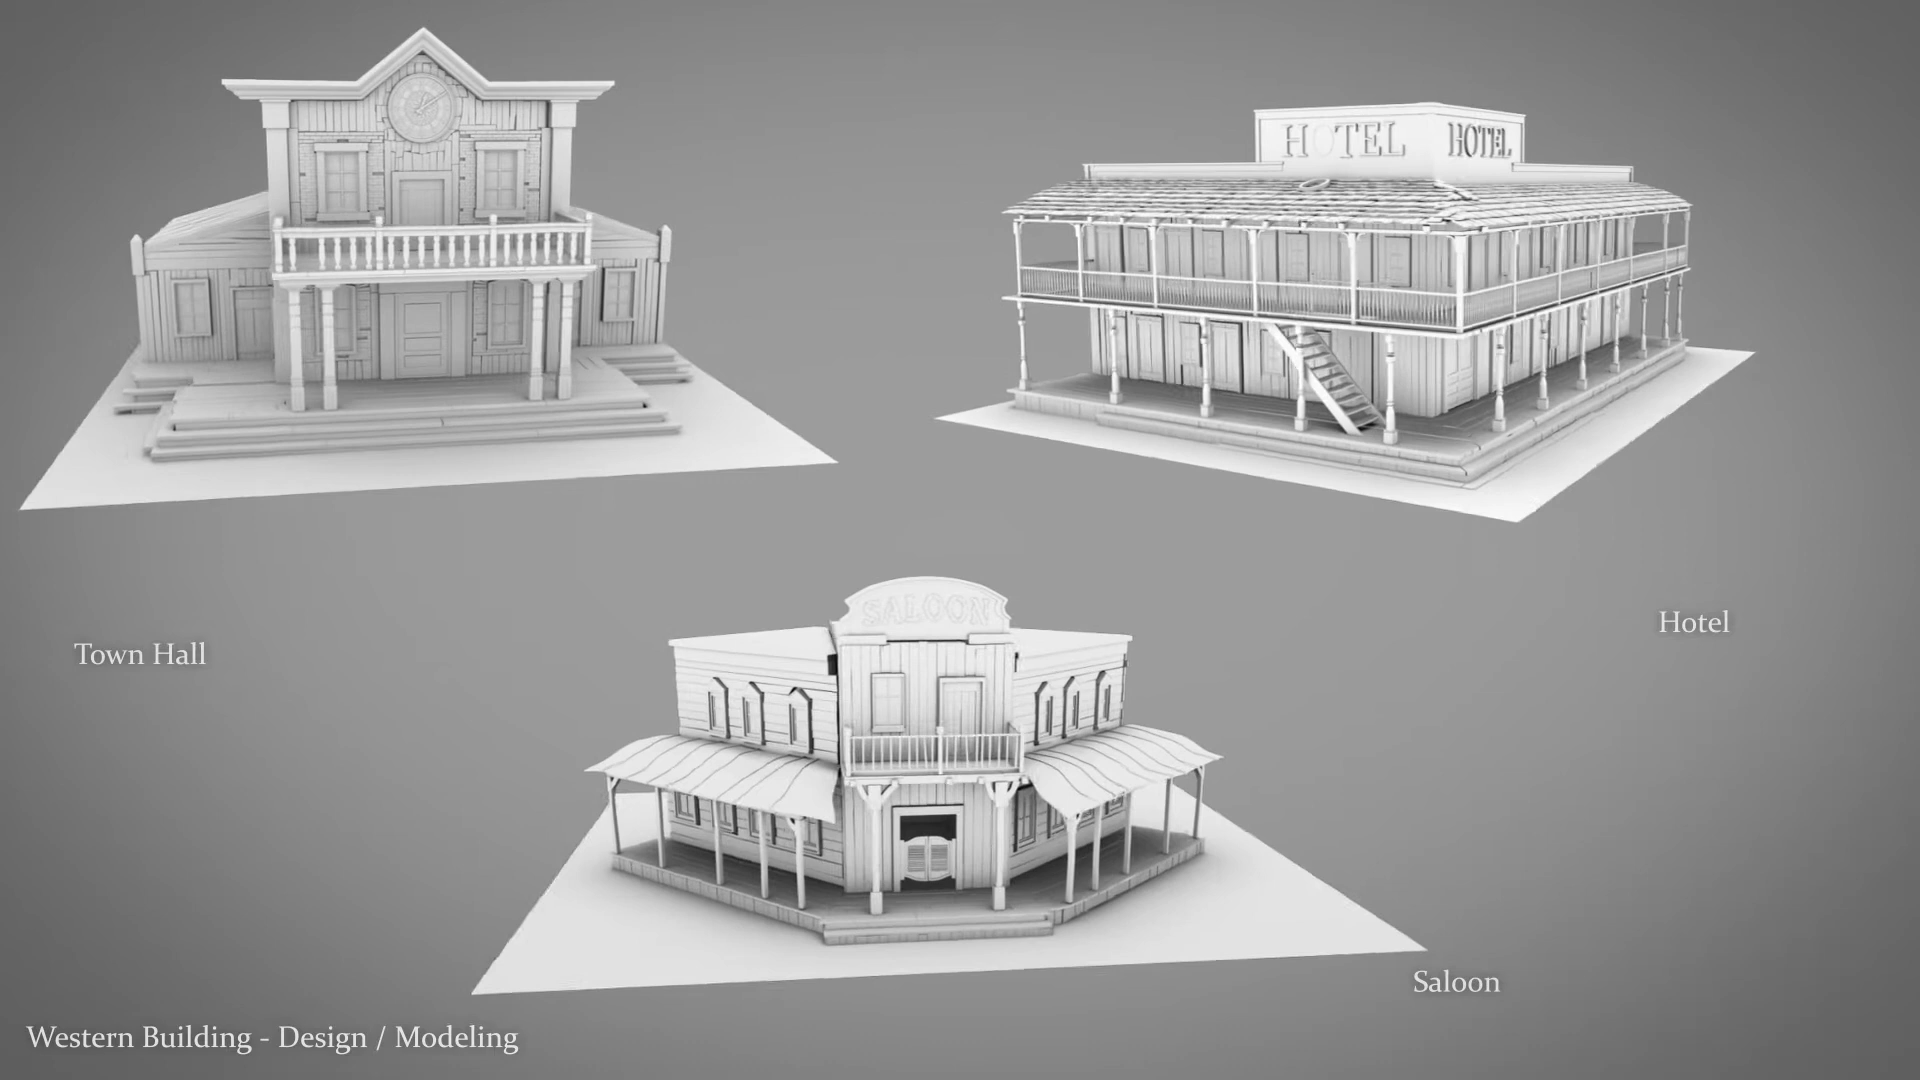 HOTEL HOTEL
Hotel
Town Hall
SALOON
Saloon
Western Building - Design / Modeling